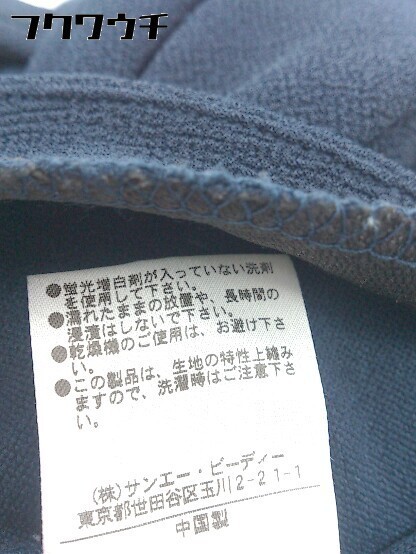 フクワウチ
●蛍光増白剤が入っていない洗剤
を使用して下さい。
●濡れたままの放置や、長時間の
浸漬はしないで下さい。
●乾燥機のご使用は、お避け下さ
い。
●この製品は、生地の特性上縮み
ますので、洗濯時はご注意下さ
い。
(株)サンエー・ビーディー
東京都世田谷区玉川2-21-1
中国製